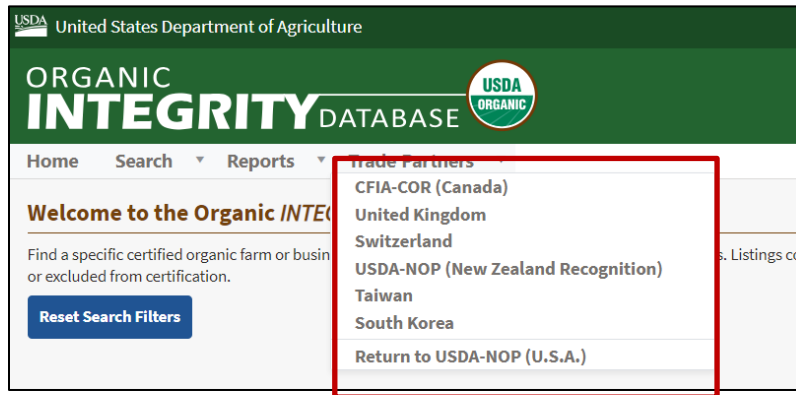 USDA United States Department of Agriculture
ORGANIC
INTEGRITY DATABASE
USDA
ORGANIC
Home Search Reports Trade Partners
CFIA-COR (Canada)
United Kingdom
Switzerland
USDA-NOP (New Zealand Recognition)
Taiwan
South Korea
Return to USDA-NOP (U.S.A.)
Welcome to the Organic INTE
Find a specific certified organic farm or busin
s. Listings co
or excluded from certification.
Reset Search Filters